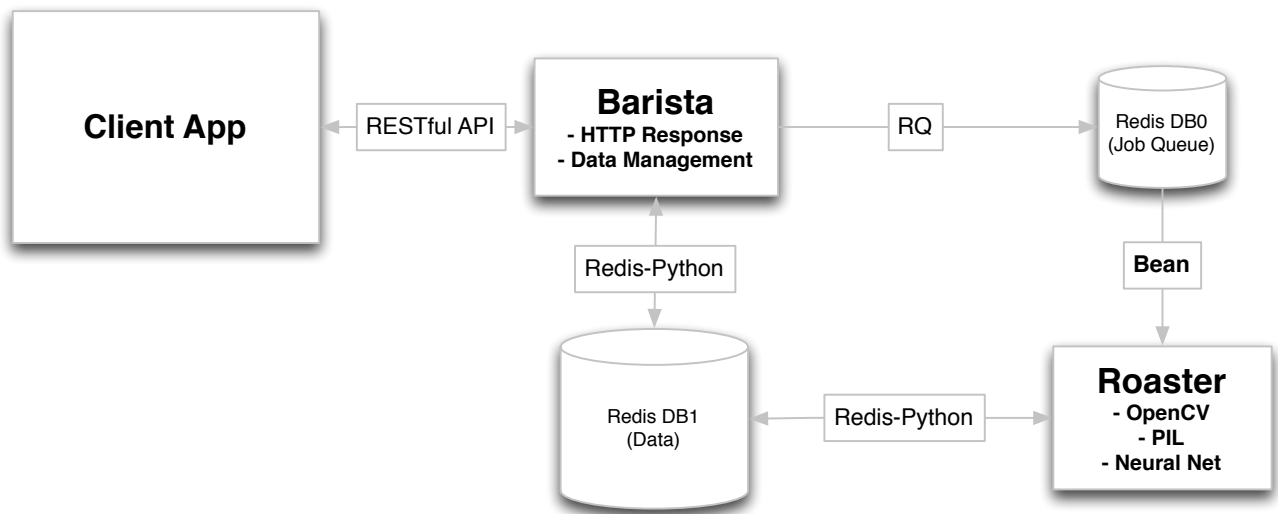 Client App
RESTful API
Barista
- HTTP Response
- Data Management
RQ
Redis DB0
(Job Queue)
Redis-Python
Bean
Redis DB1
(Data)
Redis-Python
Roaster
- OpenCV
- PIL
- Neural Net